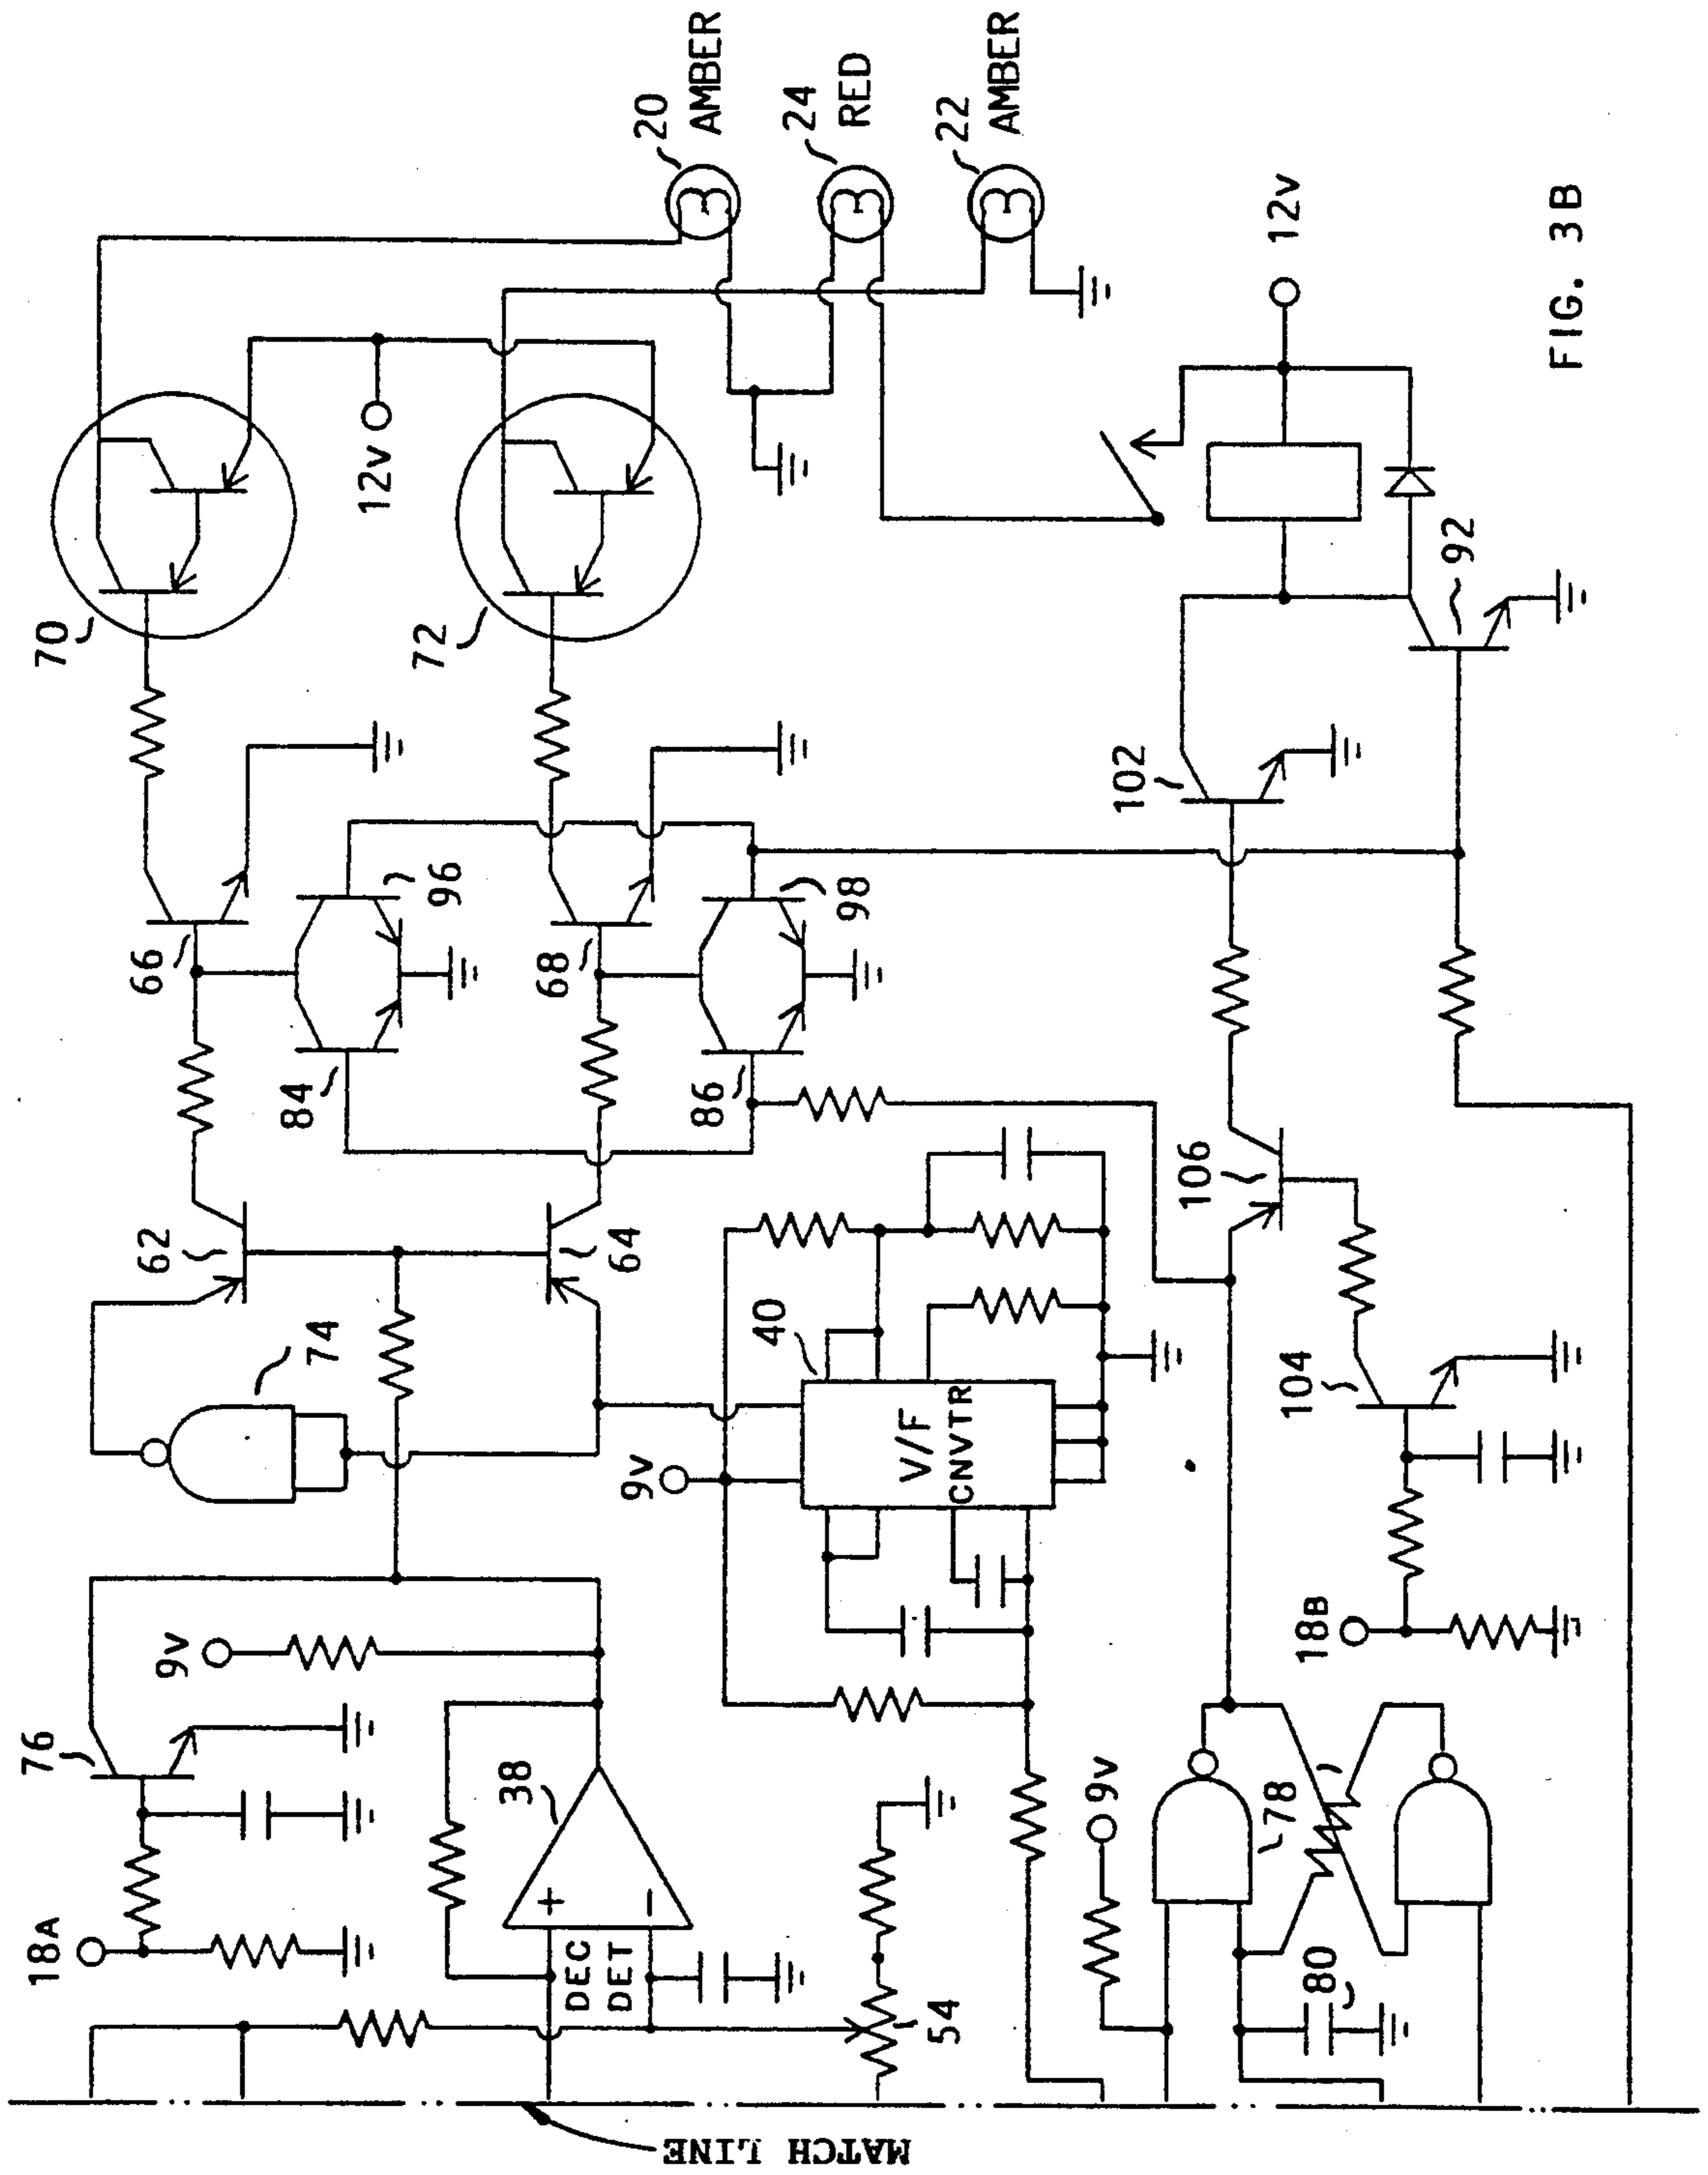 18A
76
9v
74
62
66
70
84
96
12v
20
AMBER
24
RED
22
AMBER
38
+
-
DEC
DET
54
64
68
72
86
98
9v
40
V/F
CNVTR
9v
78
80
18B
104
106
102
92
12v
MATCH LINE
FIG. 3B